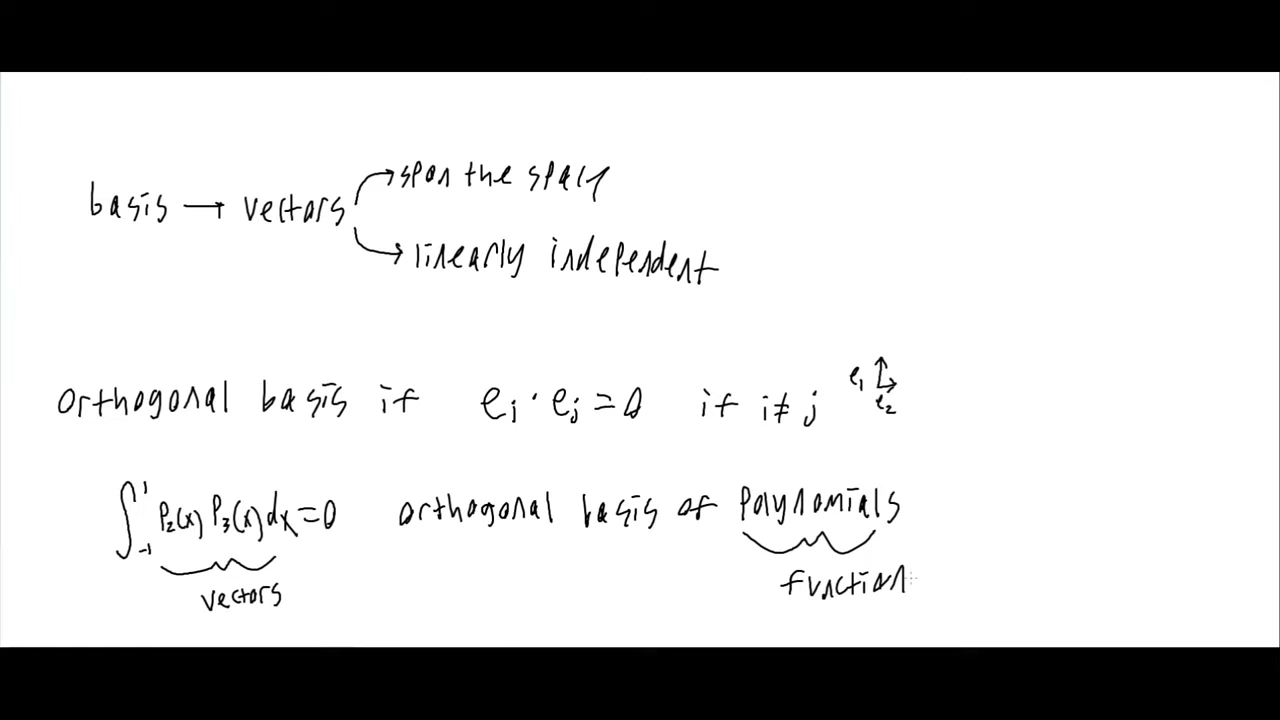 basis → vectors
span the space
linearly independent
orthogonal basis if e_i · e_j = 0 if i ≠ j
e_1
e_2
∫_{-1}^{1} P_2(x) P_3(x) dx = 0 orthogonal basis of polynomials
vectors
function